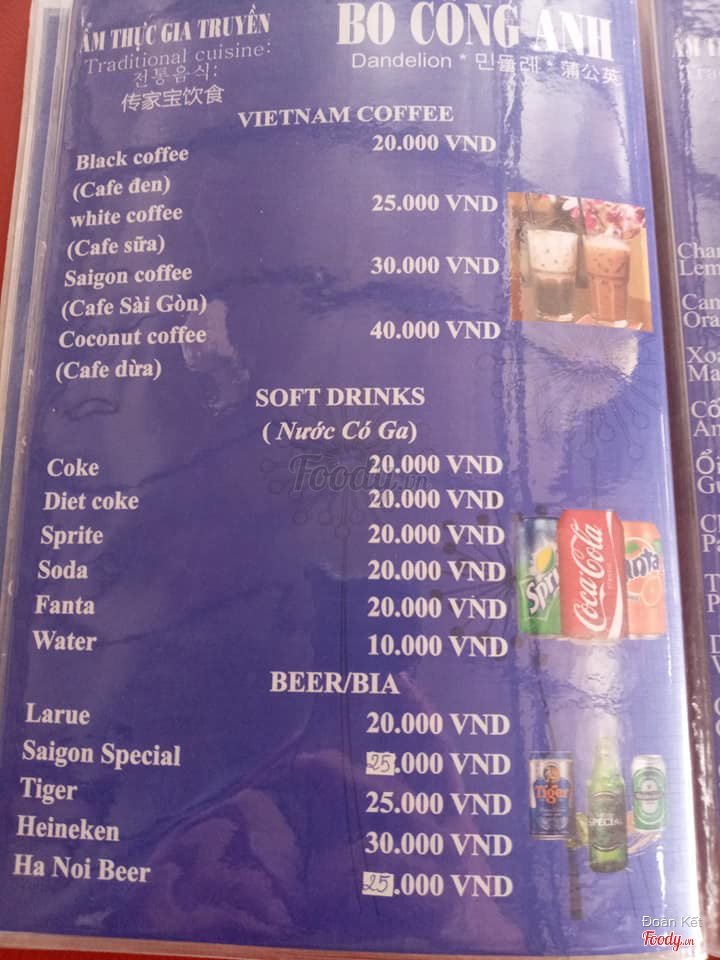 ẨM THỰC GIA TRUYỀN
Traditional cuisine:
전통음식:
传家宝饮食
BỒ CÔNG ANH
Dandelion * 민들레 * 蒲公英
VIETNAM COFFEE
Black coffee 20.000 VND
(Cafe đen)
white coffee 25.000 VND
(Cafe sữa)
Saigon coffee 30.000 VND
(Cafe Sài Gòn)
Coconut coffee 40.000 VND
(Cafe dừa)
SOFT DRINKS
( Nước Có Ga)
Coke 20.000 VND
Diet coke 20.000 VND
Sprite 20.000 VND
Soda 20.000 VND
Fanta 20.000 VND
Water 10.000 VND
Coca-Cola
BEER/BIA
Larue 20.000 VND
Saigon Special 25.000 VND
Tiger 25.000 VND
Heineken 30.000 VND
Ha Noi Beer 25.000 VND
Tiger
SPECIAL
Foody.vn
Đoàn Kết
Foody.vn